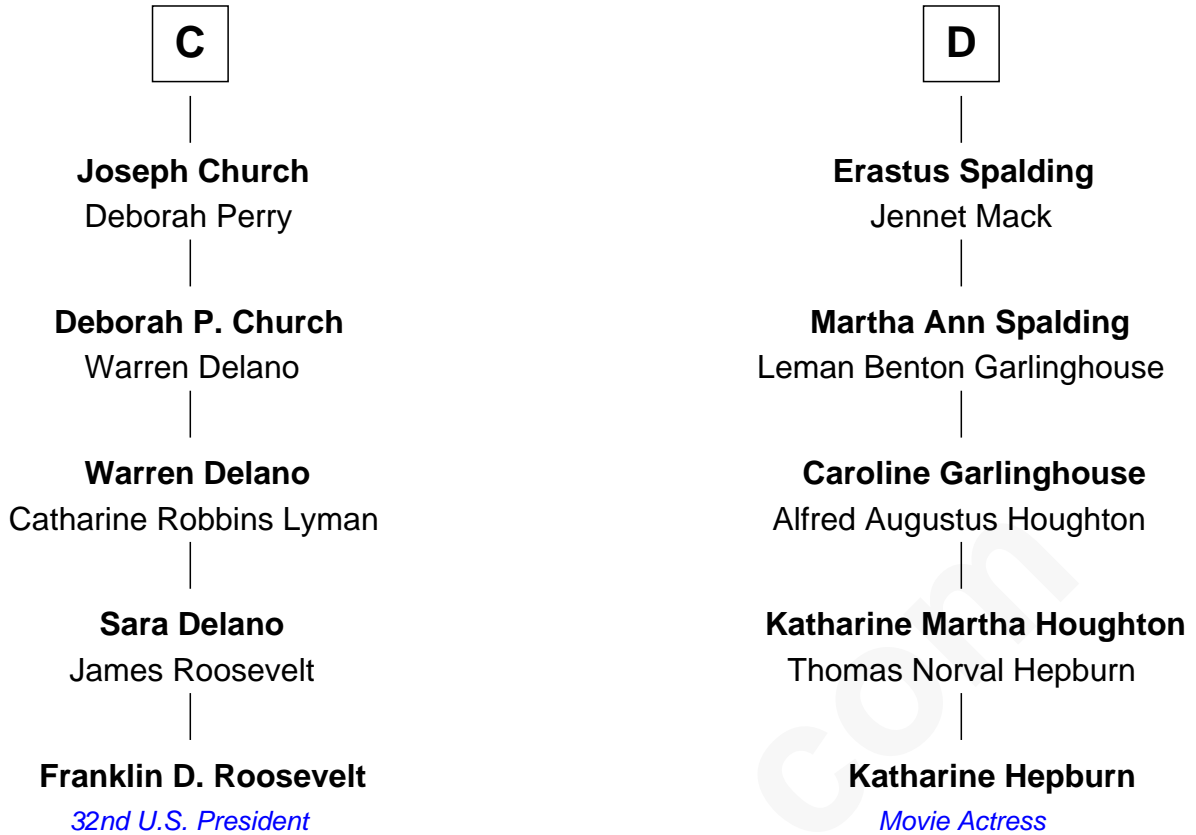 C
Joseph Church
Deborah Perry
Deborah P. Church
Warren Delano
Warren Delano
Catharine Robbins Lyman
Sara Delano
James Roosevelt
Franklin D. Roosevelt
32nd U.S. President
D
Erastus Spalding
Jennet Mack
Martha Ann Spalding
Leman Benton Garlinghouse
Caroline Garlinghouse
Alfred Augustus Houghton
Katharine Martha Houghton
Thomas Norval Hepburn
Katharine Hepburn
Movie Actress
com